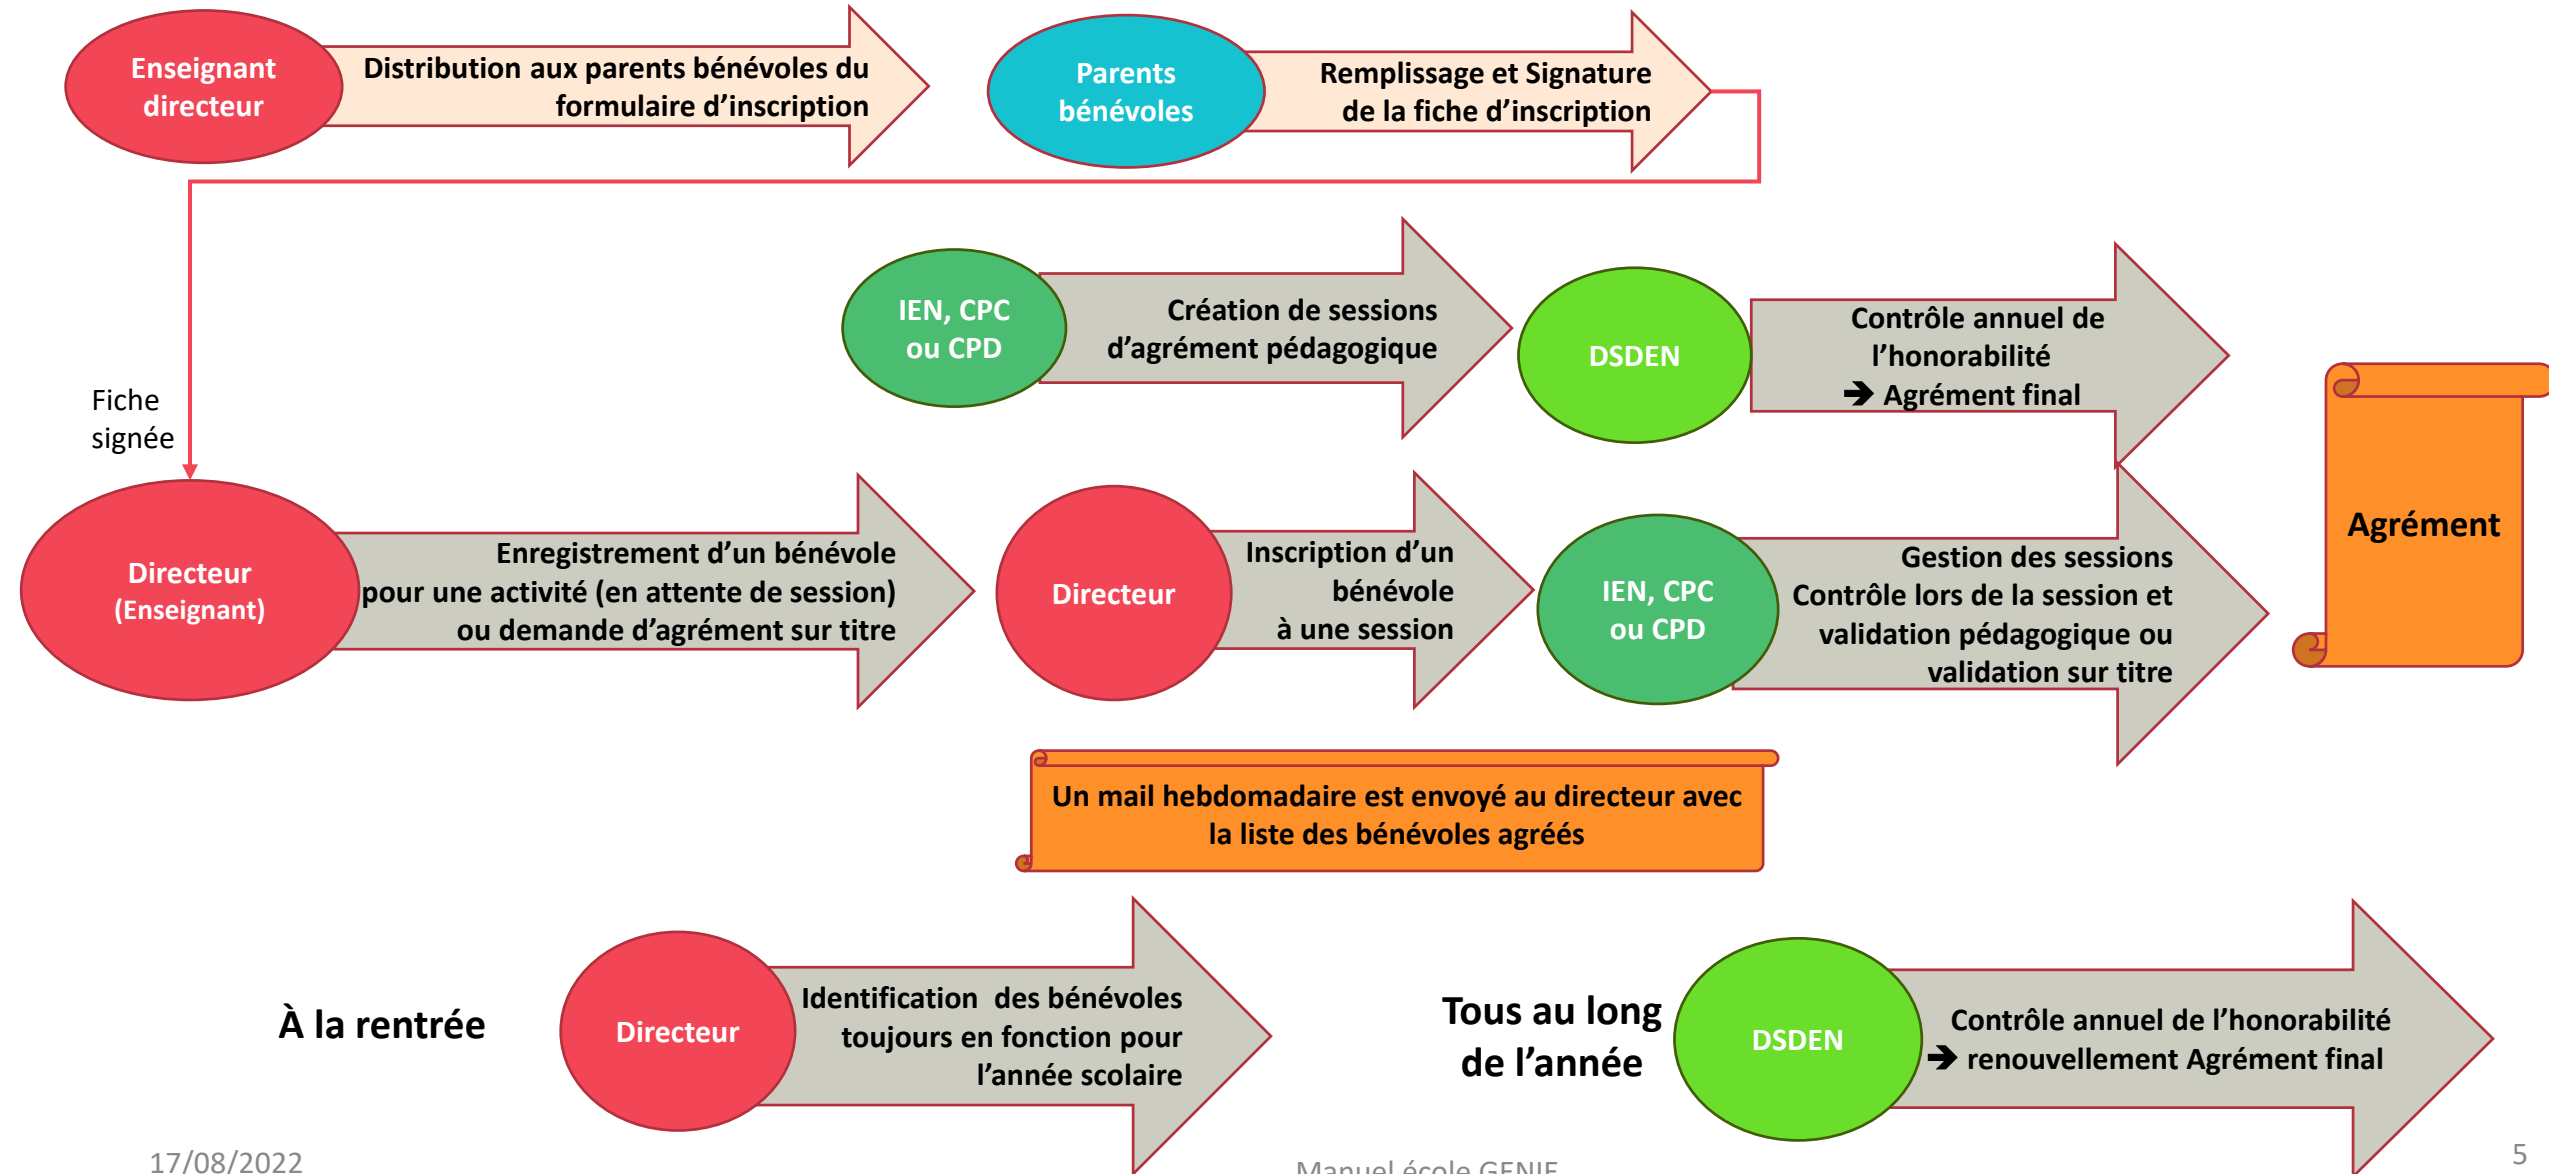 Enseignant
directeur
Distribution aux parents bénévoles du
formulaire d’inscription
Parents
bénévoles
Remplissage et Signature
de la fiche d’inscription
IEN, CPC
ou CPD
Création de sessions
d’agrément pédagogique
DSDEN
Contrôle annuel de
l’honorabilité
➔ Agrément final
Fiche
signée
Agrément
Directeur
(Enseignant)
Enregistrement d’un bénévole
pour une activité (en attente de session)
ou demande d’agrément sur titre
Directeur
Inscription d’un
bénévole
à une session
IEN, CPC
ou CPD
Gestion des sessions
Contrôle lors de la session et
validation pédagogique ou
validation sur titre
Un mail hebdomadaire est envoyé au directeur avec
la liste des bénévoles agréés
À la rentrée
Directeur
Identification des bénévoles
toujours en fonction pour
l’année scolaire
Tous au long
de l’année
DSDEN
Contrôle annuel de l’honorabilité
➔ renouvellement Agrément final
17/08/2022
Manuel école GENIE
5